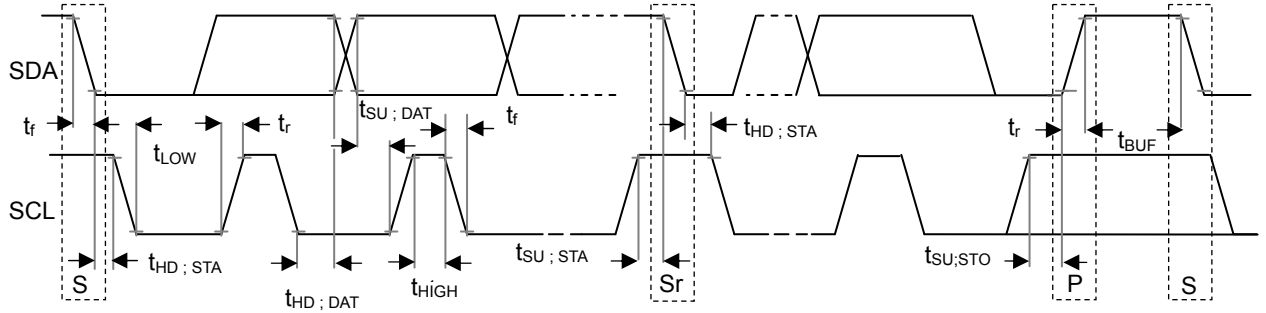 SDA
t_f
t_LOW
t_r
t_SU ; DAT
t_f
t_HD ; STA
t_r
t_BUF
SCL
S
t_HD ; STA
t_HD ; DAT
t_HIGH
t_SU ; STA
Sr
t_SU;STO
P
S